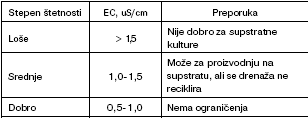 Stepen štetnosti EC, uS/cm Preporuka
Loše > 1,5 Nije dobro za supstratne
kulture
Srednje 1,0-1,5 Može za proizvodnju na
supstratu, ali se drenaža ne
reciklira
Dobro 0,5-1,0 Nema ograničenja